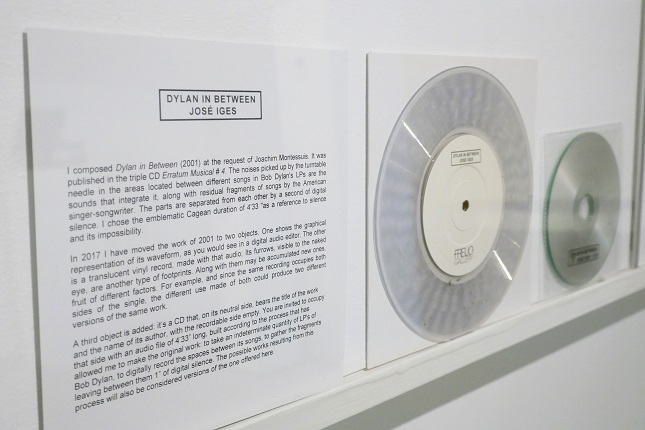 DYLAN IN BETWEEN
JOSÉ IGES
I composed Dylan in Between (2001) at the request of Joachim Montessuis. It was
published in the triple CD Erratum Musical # 4. The noises picked up by the turntable
needle in the areas located between different songs in Bob Dylan's LPs are the
sounds that integrate it, along with residual fragments of songs by the American
singer-songwriter. The parts are separated from each other by a second of digital
silence. I chose the emblematic Cagean duration of 4'33 "as a reference to silence
and its impossibility.
In 2017 I have moved the work of 2001 to two objects. One shows the graphical
representation of its waveform, as you would see in a digital audio editor. The other
is a translucent vinyl record, made with that audio. Its furrows, visible to the naked
eye, are another type of footprints. Along with them may be accumulated new ones,
fruit of different factors. For example, and since the same recording occupies both
sides of the single, the different use made of both could produce two different
versions of the same work.
A third object is added: it's a CD that, on its neutral side, bears the title of the work
and the name of its author, with the recordable side empty. You are invited to occupy
that side with an audio file of 4'33" long, built according to the process that has
allowed me to make the original work: to take an indeterminate quantity of LP's of
Bob Dylan, to digitally record the spaces between its songs, to gather the fragments
leaving between them 1" of digital silence. The possible works resulting from this
process will also be considered versions of the one offered here.
DYLAN IN BETWEEN
JOSÉ IGES